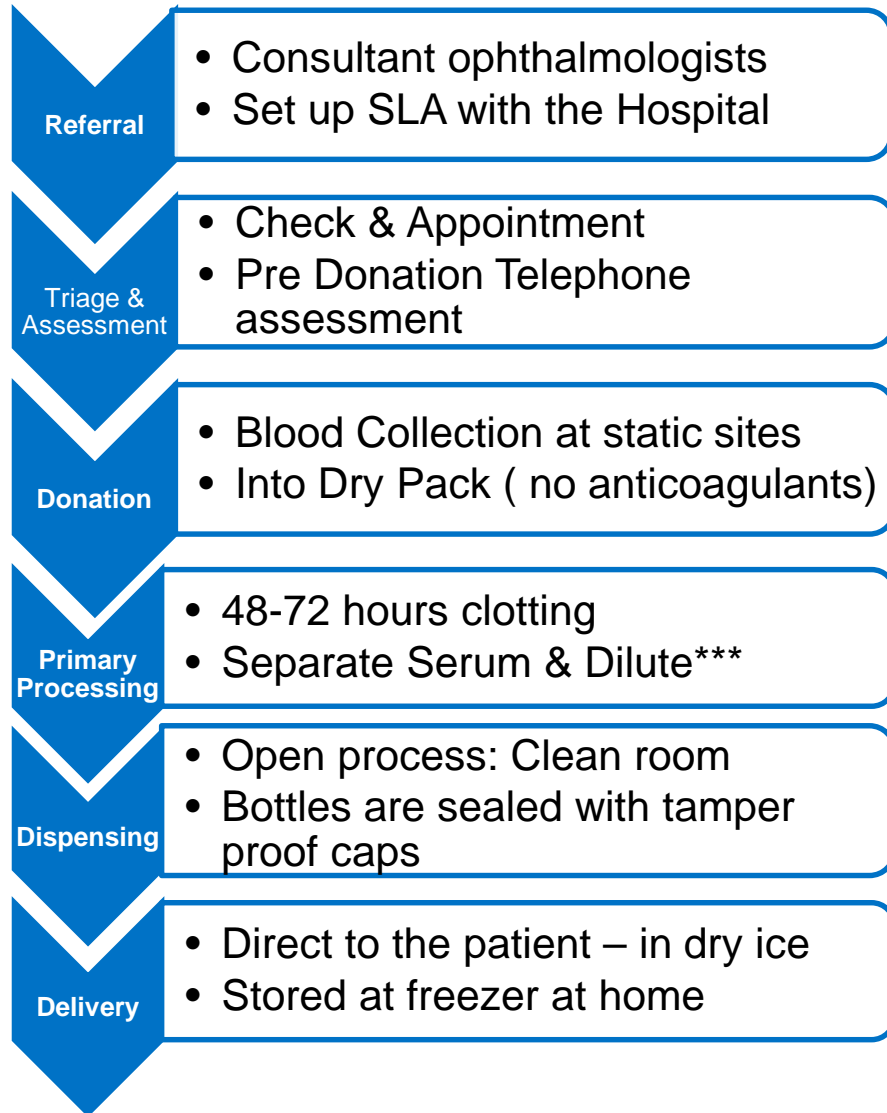 Referral
• Consultant ophthalmologists
• Set up SLA with the Hospital
Triage &
Assessment
• Check & Appointment
• Pre Donation Telephone
assessment
Donation
• Blood Collection at static sites
• Into Dry Pack ( no anticoagulants)
Primary
Processing
• 48-72 hours clotting
• Separate Serum & Dilute***
Dispensing
• Open process: Clean room
• Bottles are sealed with tamper
proof caps
Delivery
• Direct to the patient – in dry ice
• Stored at freezer at home